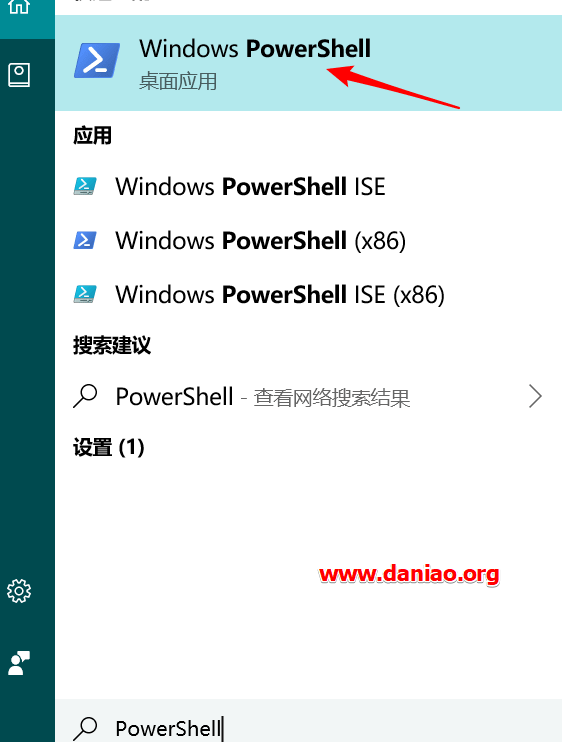 Windows PowerShell
桌面应用
应用
Windows PowerShell ISE
Windows PowerShell (x86)
Windows PowerShell ISE (x86)
搜索建议
PowerShell - 查看网络搜索结果
设置 (1)
www.daniao.org
PowerShell